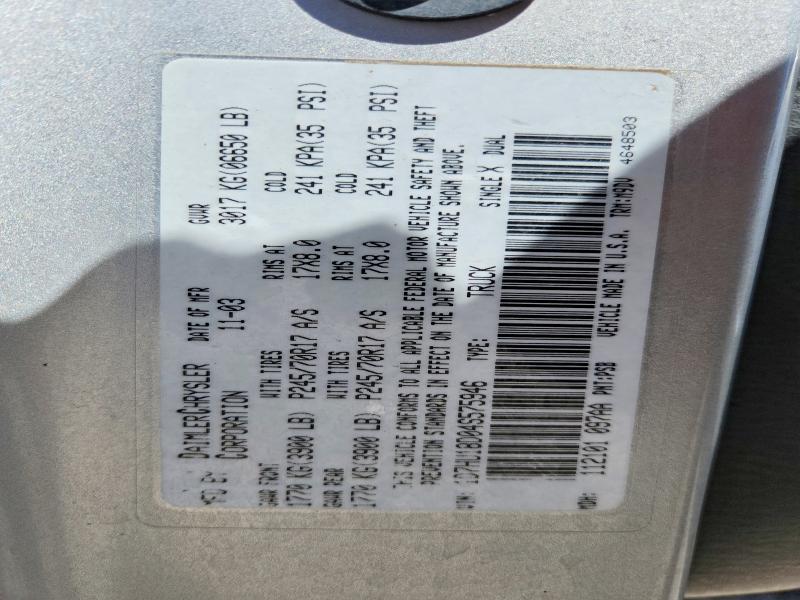 MFD BY DAIMLERCHRYSLER CORPORATION DATE OF MFR 11-03 GVWR 3017 KG(06650 LB)
GAWR FRONT WITH TIRES RIMS AT COLD
1770 KG(3900 LB) P245/70R17 A/S 17X8.0 241 KPA(35 PSI)
GAWR REAR WITH TIRES RIMS AT COLD
1770 KG(3900 LB) P245/70R17 A/S 17X8.0 241 KPA(35 PSI)
THIS VEHICLE CONFORMS TO ALL APPLICABLE FEDERAL MOTOR VEHICLE SAFETY AND THEFT
PREVENTION STANDARDS IN EFFECT ON THE DATE OF MANUFACTURE SHOWN ABOVE.
VIN: TYPE: TRUCK SINGLE X DUAL
MDH: 112101 097AA PNT:PSB VEHICLE MADE IN U.S.A. TRM:M9DV
4648503